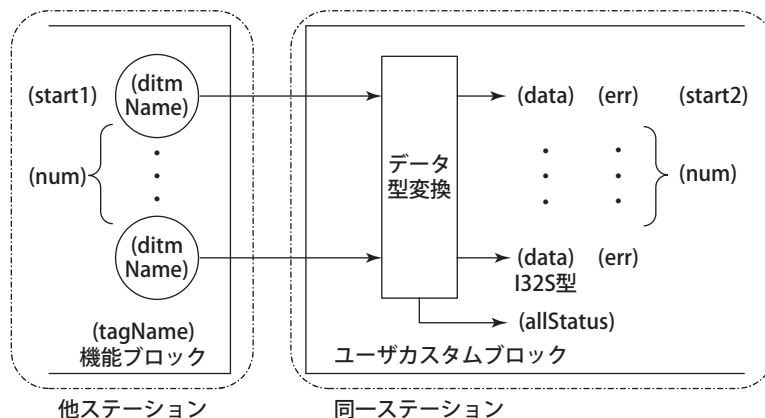 (start1)
(ditm
Name)
(num)
(ditm
Name)
(tagName)
機能ブロック
他ステーション
データ
型変換
(data) (err) (start2)
(num)
(data) (err)
I32S型
(allStatus)
ユーザカスタムブロック
同一ステーション